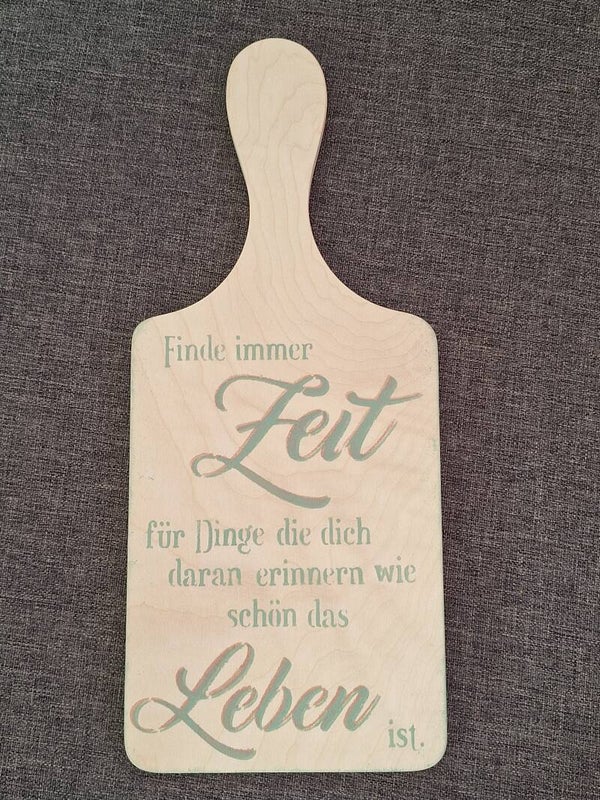 Finde immer
Zeit
für Dinge die dich
daran erinnern wie
schön das
Leben
ist.